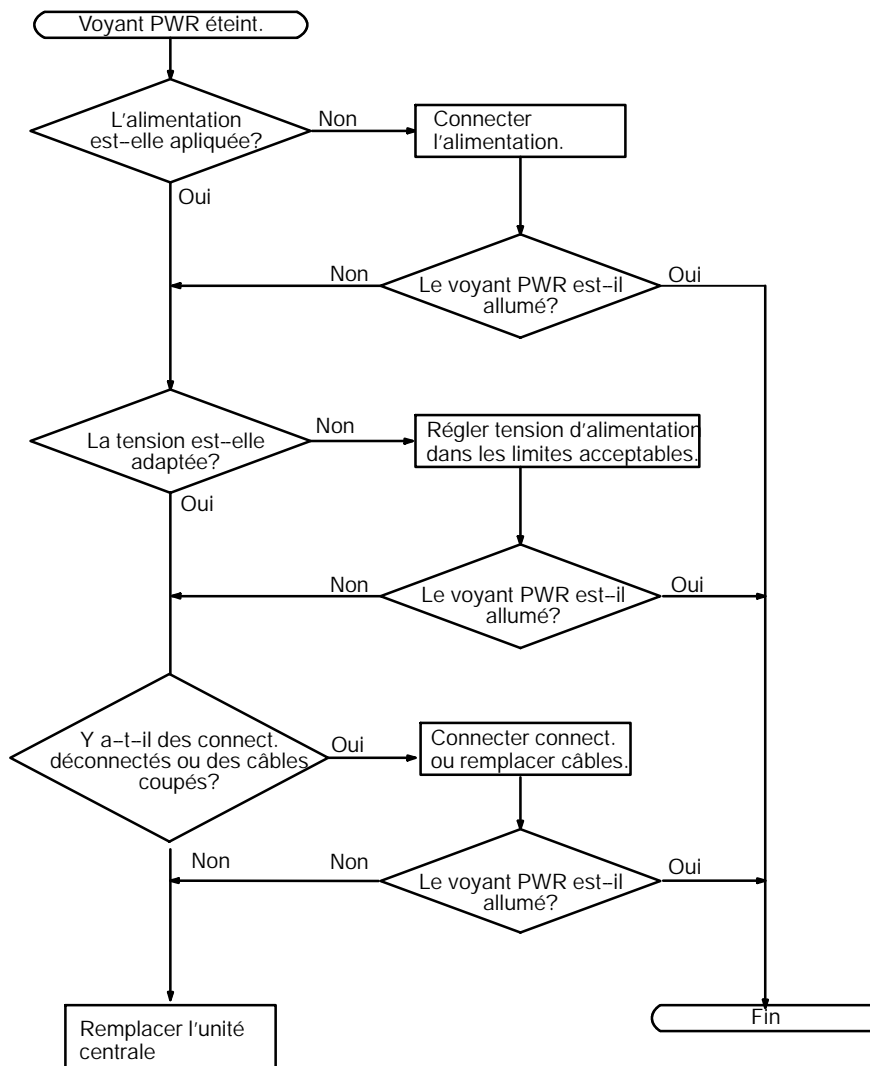 Voyant PWR éteint.
L'alimentation
est–elle apliquée?
Non
Connecter
l'alimentation.
Oui
Non
Le voyant PWR est–il
allumé?
Oui
La tension est–elle
adaptée?
Non
Régler tension d'alimentation
dans les limites acceptables.
Oui
Non
Le voyant PWR est–il
allumé?
Oui
Y a–t–il des connect.
déconnectés ou des câbles
coupés?
Oui
Connecter connect.
ou remplacer câbles.
Non
Non
Le voyant PWR est–il
allumé?
Oui
Remplacer l'unité
centrale
Fin